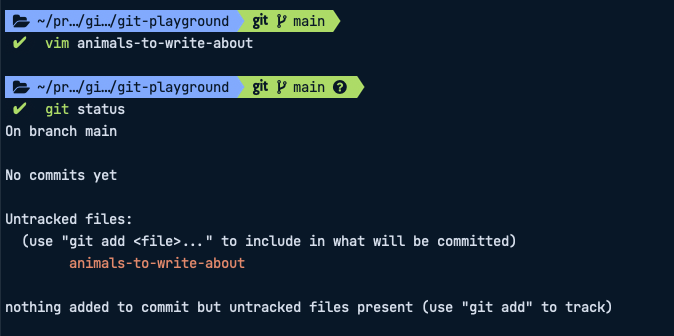 ~/pr…/gi…/git-playground git main
✔ vim animals-to-write-about
~/pr…/gi…/git-playground git main ?
✔ git status
On branch main
No commits yet
Untracked files:
(use "git add <file>..." to include in what will be committed)
animals-to-write-about
nothing added to commit but untracked files present (use "git add" to track)